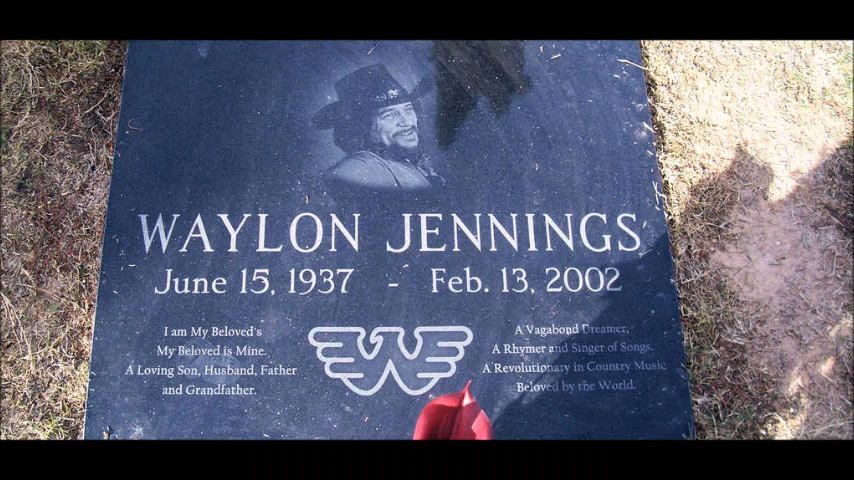 WAYLON JENNINGS
June 15, 1937 - Feb. 13, 2002
I am My Beloved's
My Beloved is Mine.
A Loving Son, Husband, Father
and Grandfather.
A Vagabond Dreamer,
A Rhymer and Singer of Songs.
A Revolutionary in Country Music
Beloved by the World.